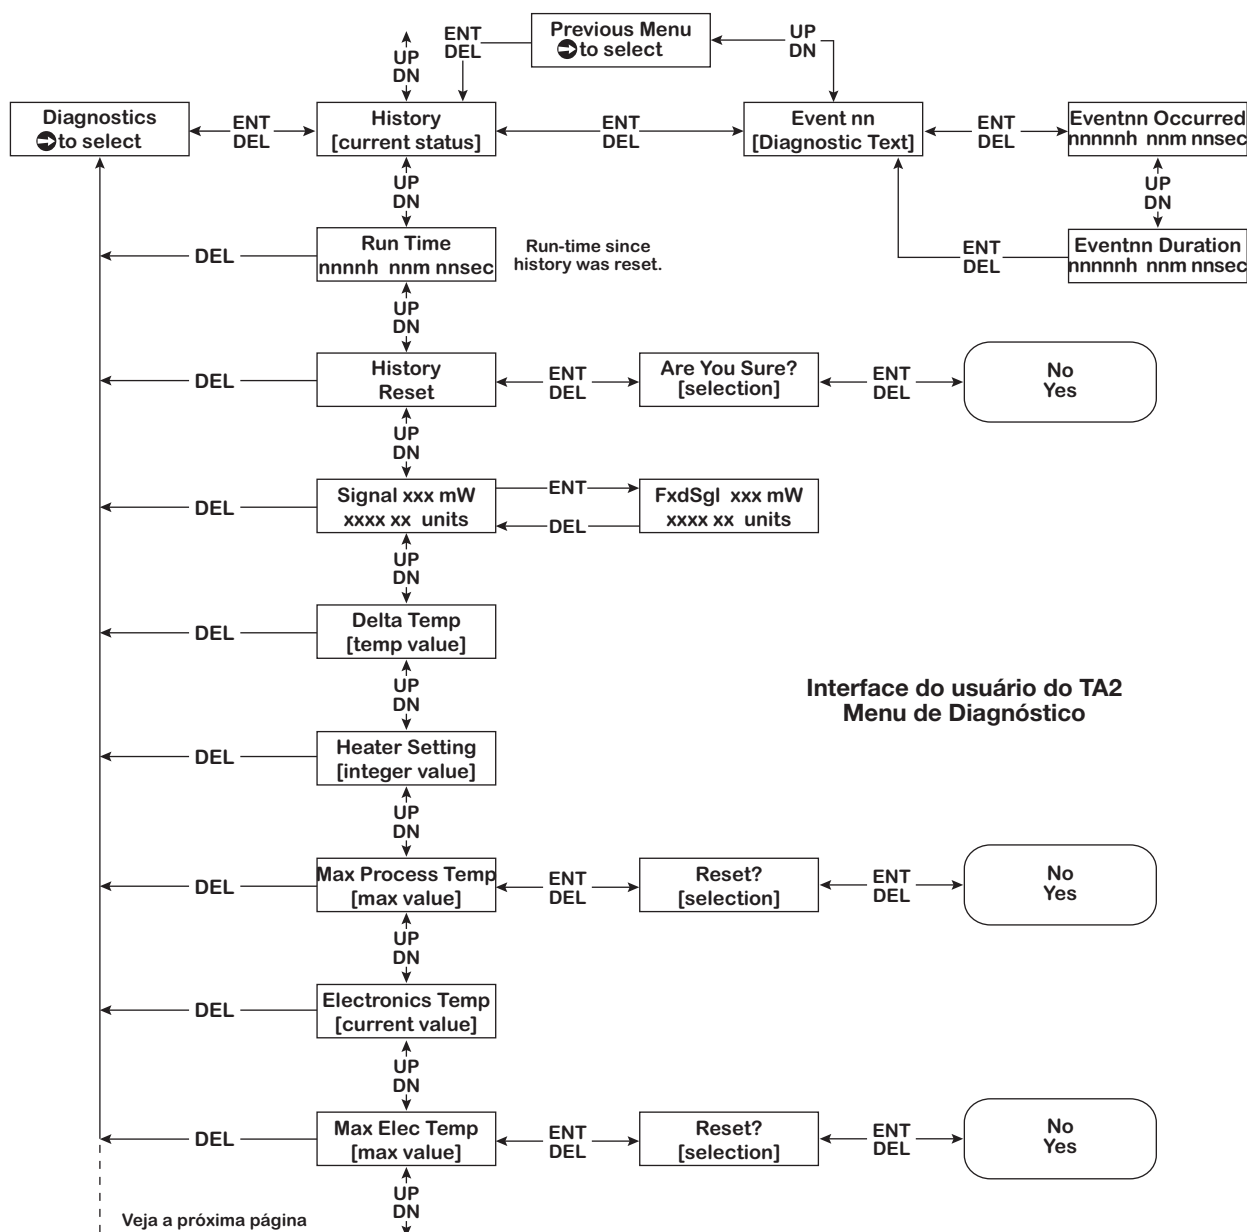 Previous Menu
to select
ENT
DEL
UP
DN
UP
DN
Diagnostics
to select
ENT
DEL
History
[current status]
ENT
DEL
Event nn
[Diagnostic Text]
ENT
DEL
Eventnn Occurred
nnnnnh nnm nnsec
UP
DN
UP
DN
DEL
Run Time
nnnnh nnm nnsec
Run-time since
history was reset.
ENT
DEL
Eventnn Duration
nnnnnh nnm nnsec
UP
DN
DEL
History
Reset
ENT
DEL
Are You Sure?
[selection]
ENT
DEL
No
Yes
UP
DN
DEL
Signal xxx mW
xxxx xx units
ENT
DEL
FxdSgl xxx mW
xxxx xx units
UP
DN
DEL
Delta Temp
[temp value]
UP
DN
Interface do usuário do TA2
Menu de Diagnóstico
DEL
Heater Setting
[integer value]
UP
DN
DEL
Max Process Temp
[max value]
ENT
DEL
Reset?
[selection]
ENT
DEL
No
Yes
UP
DN
DEL
Electronics Temp
[current value]
UP
DN
DEL
Max Elec Temp
[max value]
ENT
DEL
Reset?
[selection]
ENT
DEL
No
Yes
UP
DN
Veja a próxima página